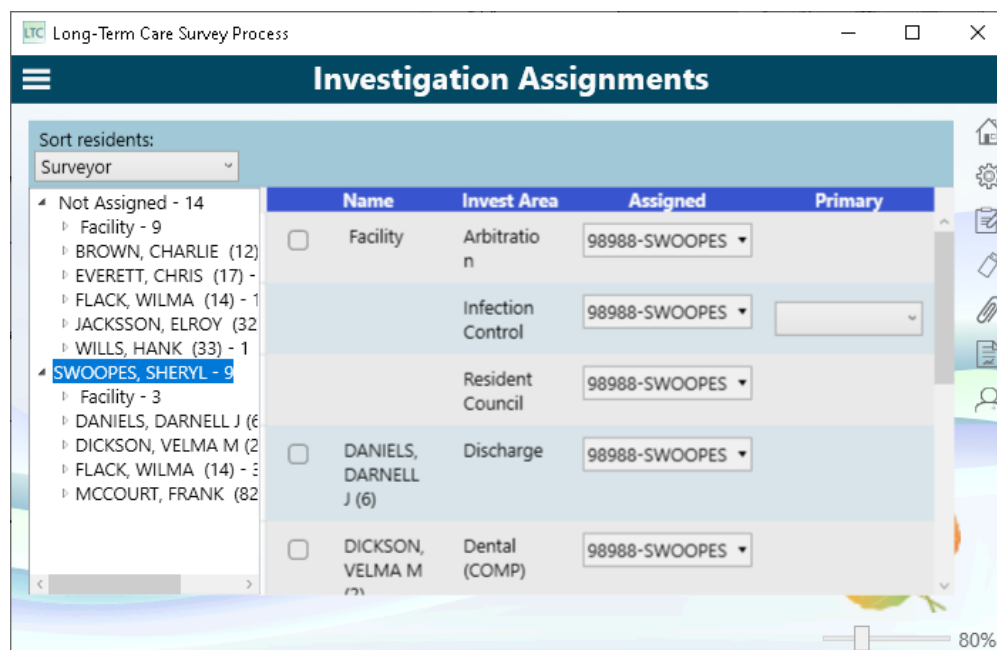 LTC Long-Term Care Survey Process
Investigation Assignments
Sort residents:
Surveyor
Not Assigned - 14
Facility - 9
BROWN, CHARLIE (12)
EVERETT, CHRIS (17) -
FLACK, WILMA (14) - 1
JACKSSON, ELROY (32
WILLS, HANK (33) - 1
SWOOPES, SHERYL - 9
Facility - 3
DANIELS, DARNELL J (6
DICKSON, VELMA M (2
FLACK, WILMA (14) - 3
MCCOURT, FRANK (82
Name Invest Area Assigned Primary
Facility Arbitratio 98988-SWOOPES
n
Infection 98988-SWOOPES
Control
Resident 98988-SWOOPES
Council
DANIELS, Discharge 98988-SWOOPES
DARNELL
J (6)
DICKSON, Dental 98988-SWOOPES
VELMA M (COMP)
(2)
80%